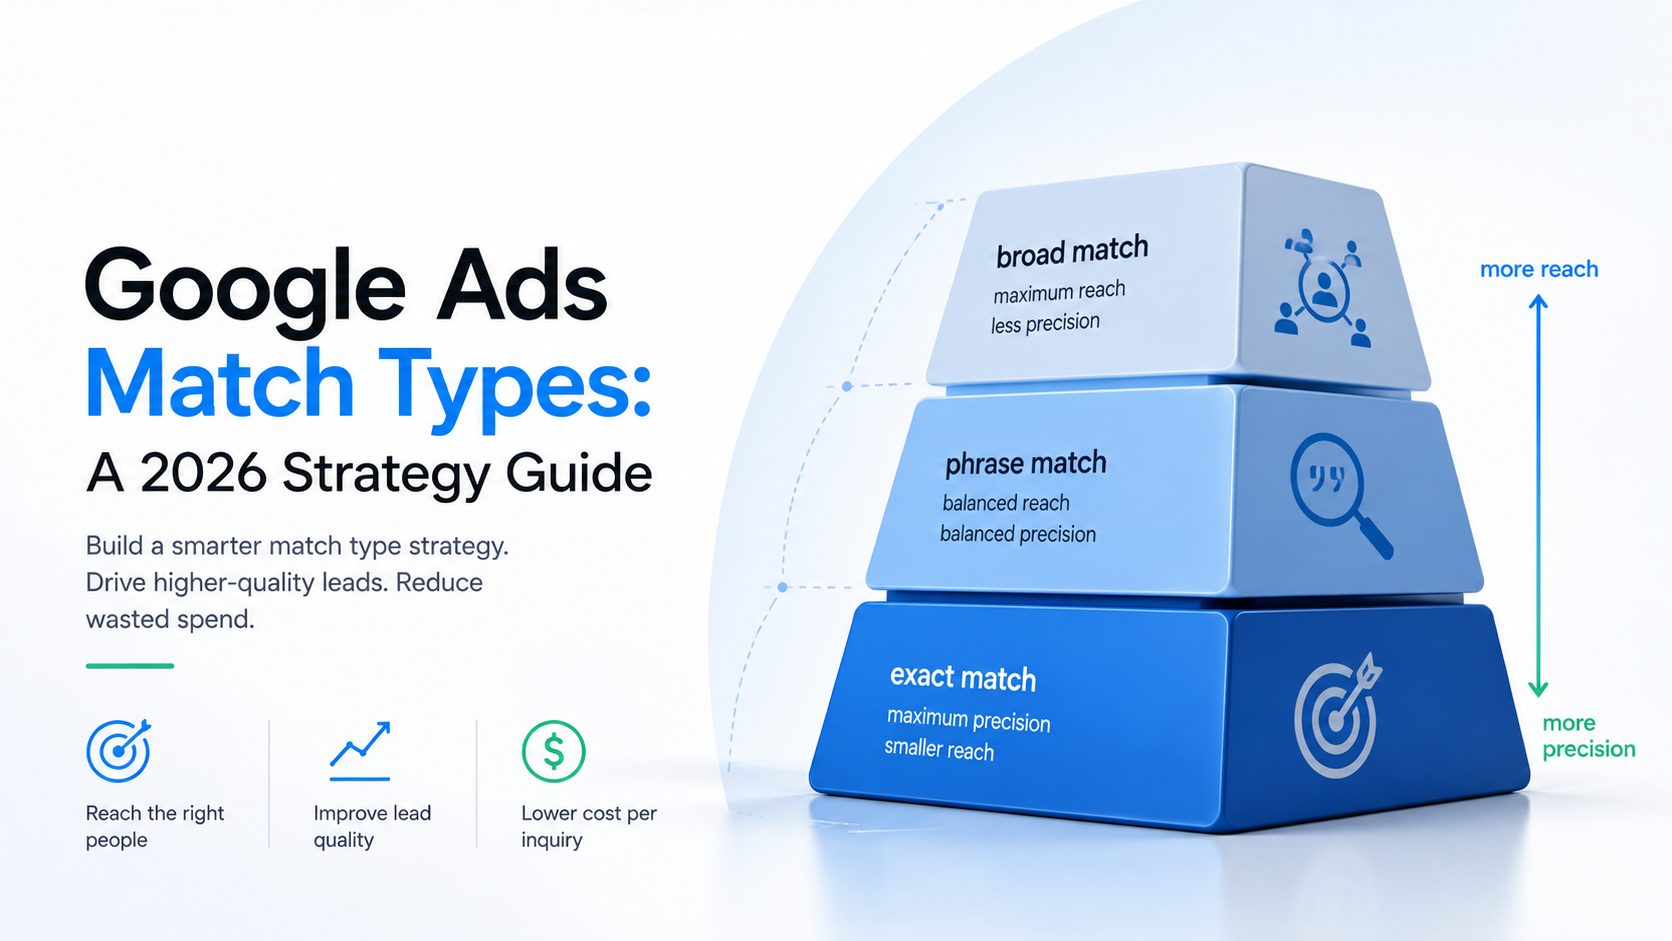 Google Ads
Match Types:
A 2026 Strategy Guide
Build a smarter match type strategy.
Drive higher-quality leads. Reduce
wasted spend.
Reach the right
people
Improve lead
quality
$
Lower cost per
inquiry
broad match
maximum reach
less precision
phrase match
balanced reach
balanced precision
exact match
maximum precision
smaller reach
more reach
more
precision